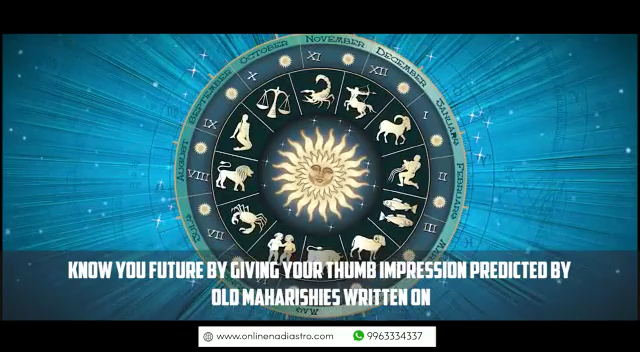 NOVEMBER
OCTOBER
DECEMBER
SEPTEMBER
JANUARY
AUGUST
FEBRUARY
XI
XII
X
I
IX
II
VIII
III
VII
KNOW YOU FUTURE BY GIVING YOUR THUMB IMPRESSION PREDICTED BY
OLD MAHARISHIES WRITTEN ON
www.onlinenadiastro.com
9963334337